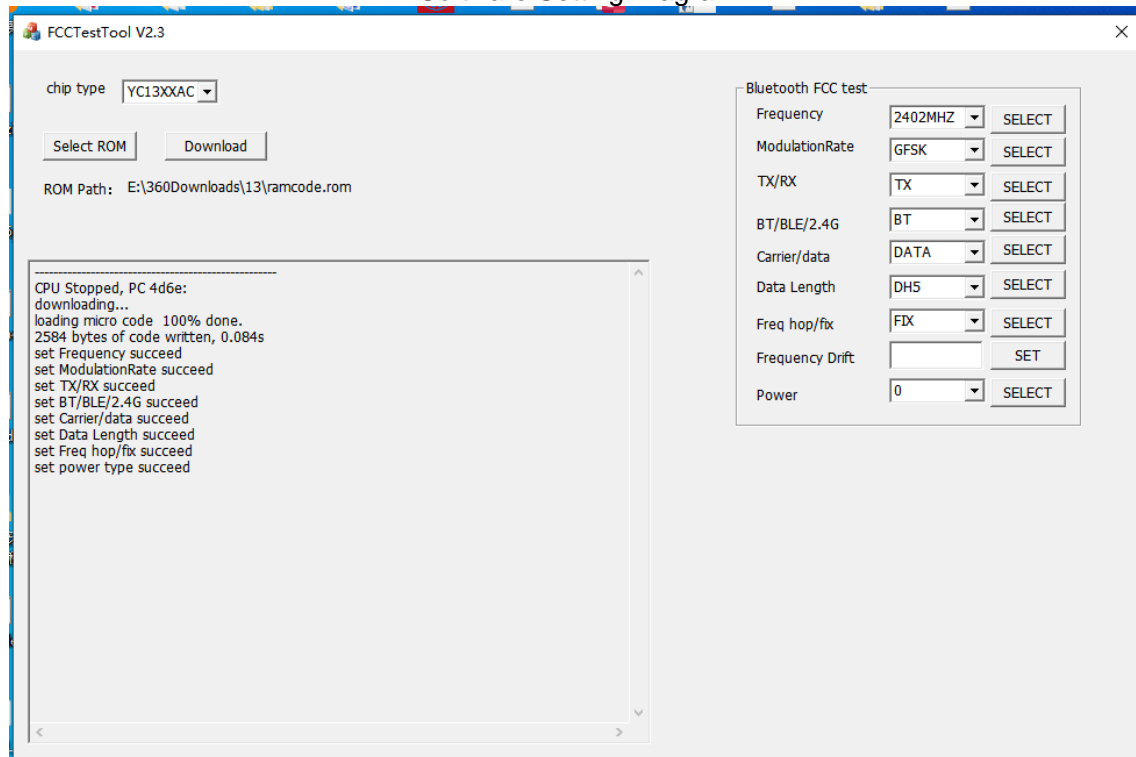 FCCTestTool V2.3
chip type YC13XXAC
Select ROM Download
ROM Path: E:\360Downloads\13\ramcode.rom
------------------------------------------------------
CPU Stopped, PC 4d6e:
downloading...
loading micro code 100% done.
2584 bytes of code written, 0.084s
set Frequency succeed
set ModulationRate succeed
set TX/RX succeed
set BT/BLE/2.4G succeed
set Carrier/data succeed
set Data Length succeed
set Freq hop/fix succeed
set power type succeed
Bluetooth FCC test
Frequency 2402MHZ SELECT
ModulationRate GFSK SELECT
TX/RX TX SELECT
BT/BLE/2.4G BT SELECT
Carrier/data DATA SELECT
Data Length DH5 SELECT
Freq hop/fix FIX SELECT
Frequency Drift SET
Power 0 SELECT